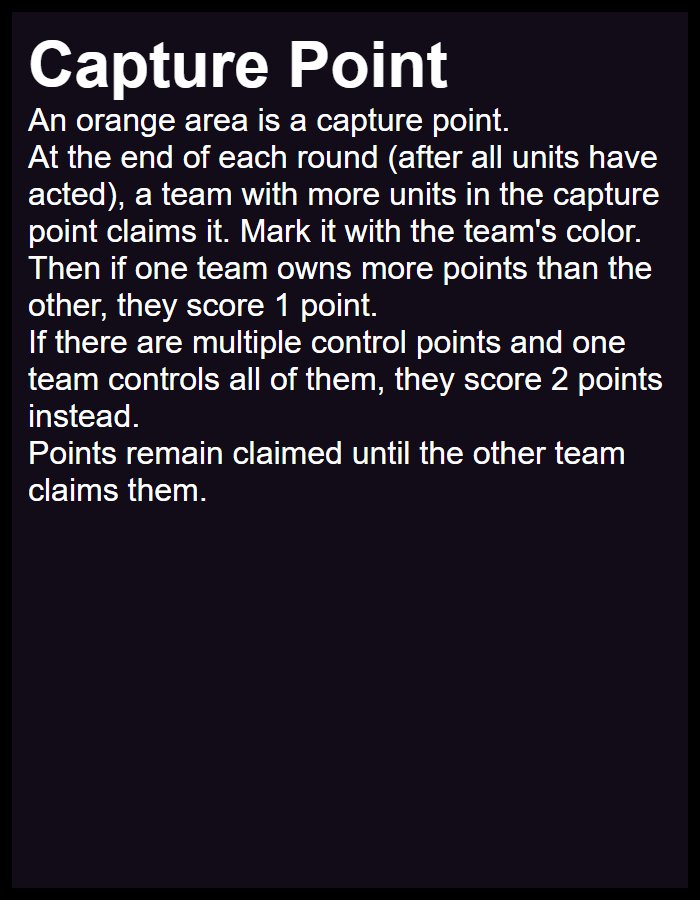 Capture Point
An orange area is a capture point.
At the end of each round (after all units have
acted), a team with more units in the capture
point claims it. Mark it with the team's color.
Then if one team owns more points than the
other, they score 1 point.
If there are multiple control points and one
team controls all of them, they score 2 points
instead.
Points remain claimed until the other team
claims them.